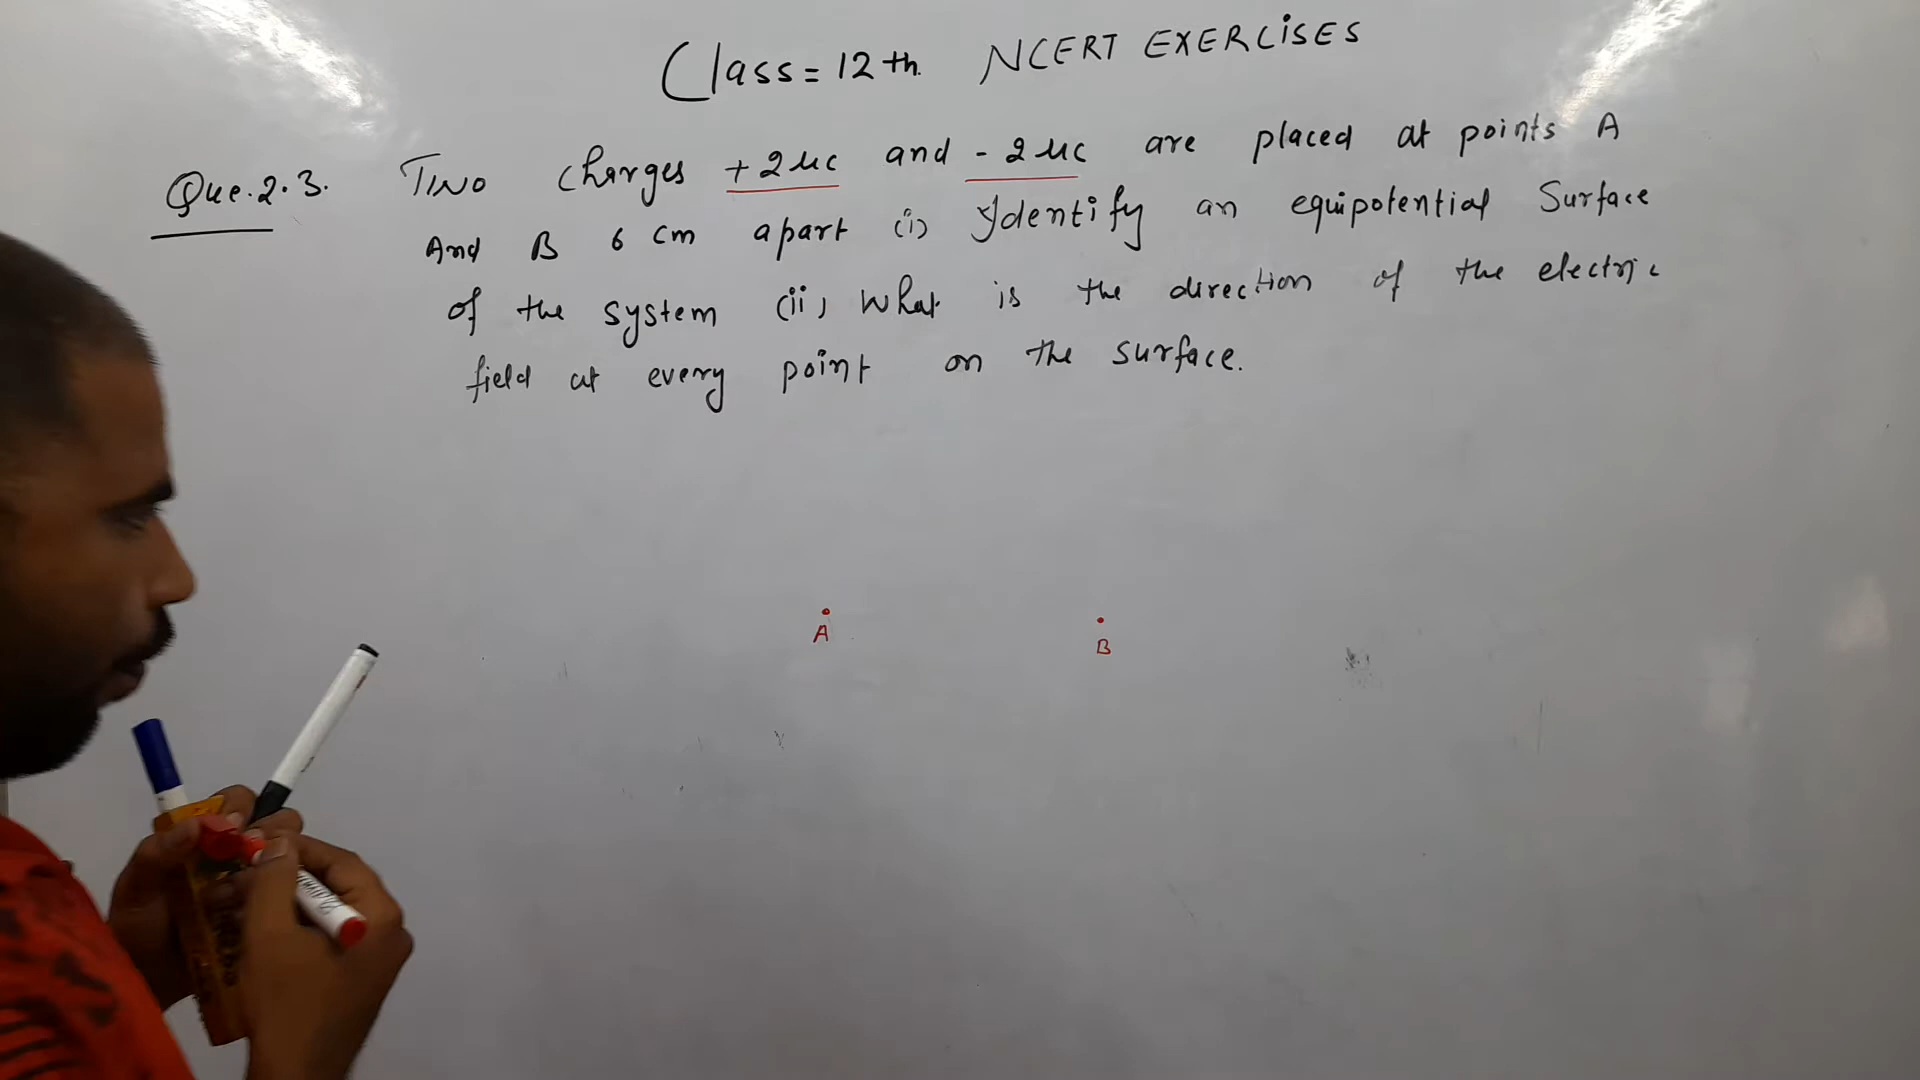 Class = 12th. NCERT EXERCISES
Que. 2.3. Two charges +2μc and - 2μc are placed at points A
And B 6 cm apart (i) Identify an equipotential Surface
of the system (ii) What is the direction of the electric
field at every point on the surface.
A
B